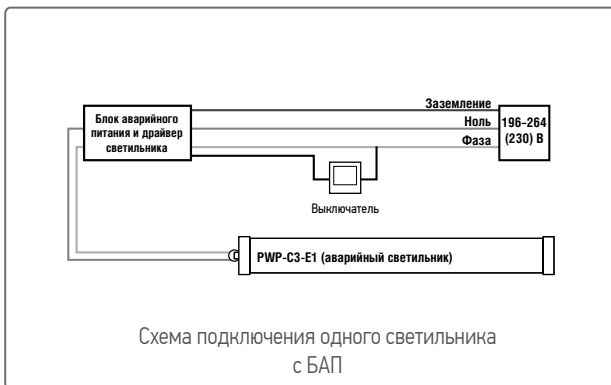 Заземление
Блок аварийного
питания и драйвер
светильника
Ноль
196-264
(230) В
Фаза
Выключатель
PWP-C3-E1 (аварийный светильник)
Схема подключения одного светильника
с БАП